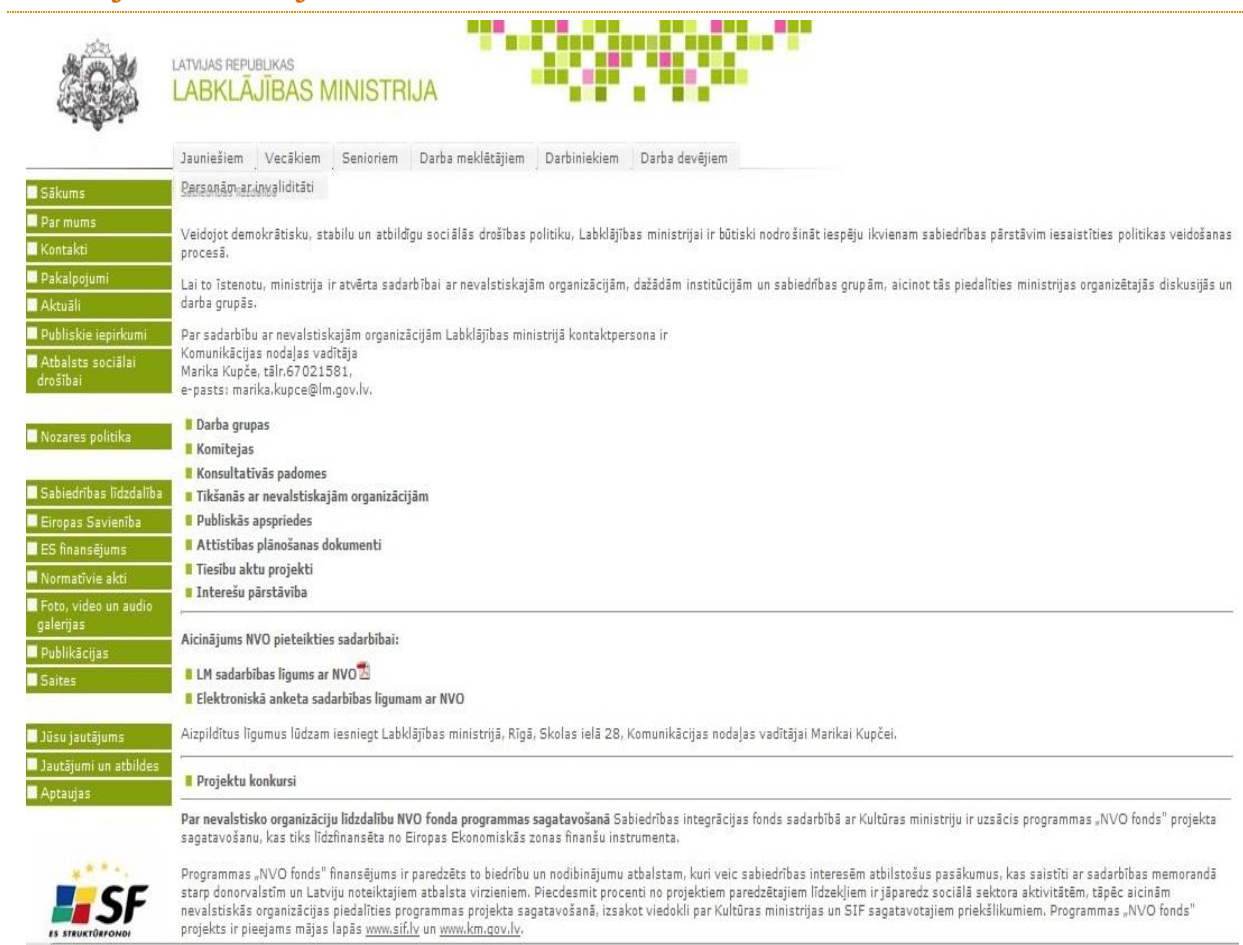 LATVIJAS REPUBLIKAS
LABKLĀJĪBAS MINISTRIJA
Jauniešiem Vecākiem Senioriem Darba meklētājiem Darbiniekiem Darba devējiem
Personām ar invaliditāti
Sākums
Par mums
Kontakti
Pakalpojumi
Aktuāli
Publiskie iepirkumi
Atbalsts sociālai
drošībai
Nozares politika
Sabiedrības līdzdalība
Eiropas Savienība
ES finansējums
Normatīvie akti
Foto, video un audio
galerijas
Publikācijas
Saites
Jūsu jautājums
Jautājumi un atbildes
Aptaujas
SF
ES STRUKTŪRFONDI
Veidojot demokrātisku, stabilu un atbildīgu sociālās drošības politiku, Labklājības ministrijai ir būtiski nodrošināt iespēju ikvienam sabiedrības pārstāvim iesaistīties politikas veidošanas
procesā.
Lai to īstenotu, ministrija ir atvērta sadarbībai ar nevalstiskajām organizācijām, dažādām institūcijām un sabiedrības grupām, aicinot tās piedalīties ministrijas organizētajās diskusijās un
darba grupās.
Par sadarbību ar nevalstiskajām organizācijām Labklājības ministrijā kontaktpersona ir
Komunikācijas nodaļas vadītāja
Marika Kupče, tālr.67021581,
e-pasts: marika.kupce@lm.gov.lv.
Darba grupas
Komitejas
Konsultatīvās padomes
Tikšanās ar nevalstiskajām organizācijām
Publiskās apspriedes
Attīstības plānošanas dokumenti
Tiesību aktu projekti
Interešu pārstāvība
Aicinājums NVO pieteikties sadarbībai:
LM sadarbības līgums ar NVO
Elektroniskā anketa sadarbības līgumam ar NVO
Aizpildītus līgumus lūdzam iesniegt Labklājības ministrijā, Rīgā, Skolas ielā 28, Komunikācijas nodaļas vadītājai Marikai Kupčei.
Projektu konkursi
Par nevalstisko organizāciju līdzdalību NVO fonda programmas sagatavošanā Sabiedrības integrācijas fonds sadarbībā ar Kultūras ministriju ir uzsācis programmas „NVO fonds" projekta
sagatavošanu, kas tiks līdzfinansēta no Eiropas Ekonomiskās zonas finanšu instrumenta.
Programmas „NVO fonds" finansējums ir paredzēts to biedrību un nodibinājumu atbalstam, kuri veic sabiedrības interesēm atbilstošus pasākumus, kas saistīti ar sadarbības memorandā
starp donorvalstīm un Latviju noteiktajiem atbalsta virzieniem. Piecdesmit procenti no projektiem paredzētajiem līdzekļiem ir jāparedz sociālā sektora aktivitātēm, tāpēc aicinām
nevalstiskās organizācijas piedalīties programmas projekta sagatavošanā, izsakot viedokli par Kultūras ministrijas un SIF sagatavotajiem priekšlikumiem. Programmas „NVO fonds"
projekts ir pieejams mājas lapās www.sif.lv un www.km.gov.lv.